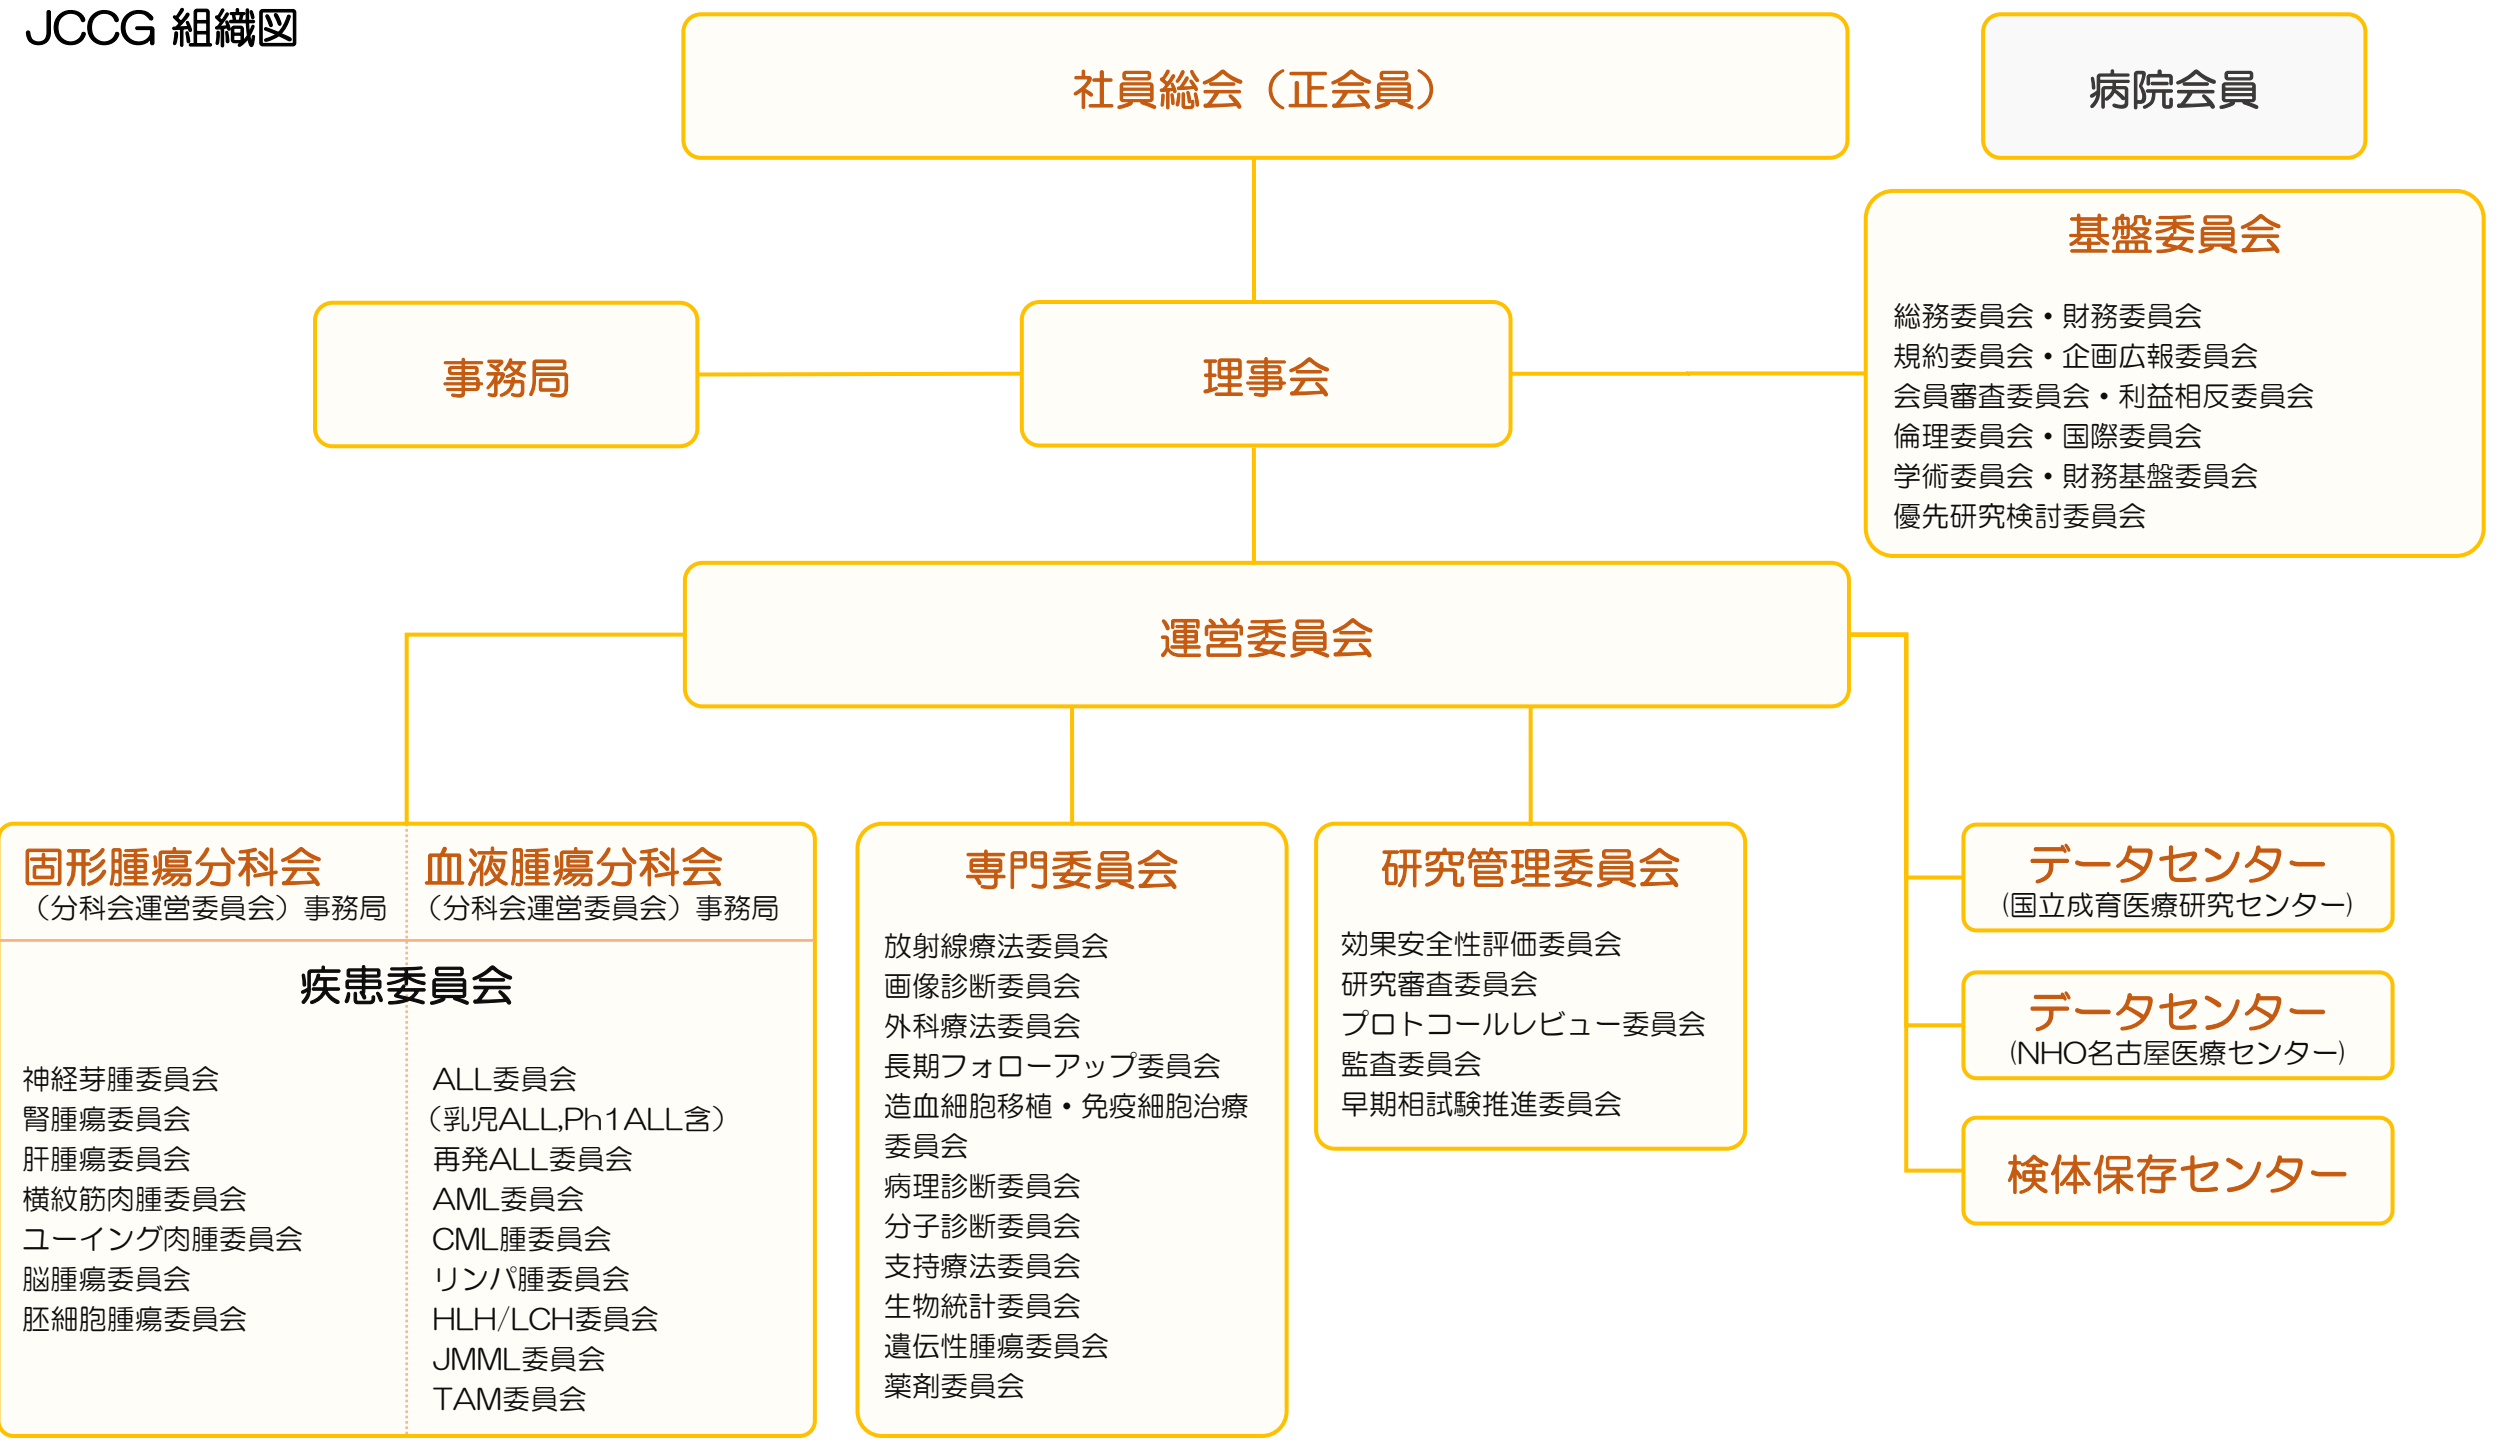 JCCG 組織図
社員総会（正会員）
病院会員
基盤委員会
総務委員会・財務委員会
規約委員会・企画広報委員会
会員審査委員会・利益相反委員会
倫理委員会・国際委員会
学術委員会・財務基盤委員会
優先研究検討委員会
事務局
理事会
運営委員会
固形腫瘍分科会
（分科会運営委員会）事務局
血液腫瘍分科会
（分科会運営委員会）事務局
疾患委員会
神経芽腫委員会
腎腫瘍委員会
肝腫瘍委員会
横紋筋肉腫委員会
ユーイング肉腫委員会
脳腫瘍委員会
胚細胞腫瘍委員会
ALL委員会
（乳児ALL,Ph1ALL含）
再発ALL委員会
AML委員会
CML腫委員会
リンパ腫委員会
HLH/LCH委員会
JMML委員会
TAM委員会
専門委員会
放射線療法委員会
画像診断委員会
外科療法委員会
長期フォローアップ委員会
造血細胞移植・免疫細胞治療
委員会
病理診断委員会
分子診断委員会
支持療法委員会
生物統計委員会
遺伝性腫瘍委員会
薬剤委員会
研究管理委員会
効果安全性評価委員会
研究審査委員会
プロトコールレビュー委員会
監査委員会
早期相試験推進委員会
データセンター
(国立成育医療研究センター)
データセンター
(NHO名古屋医療センター)
検体保存センター